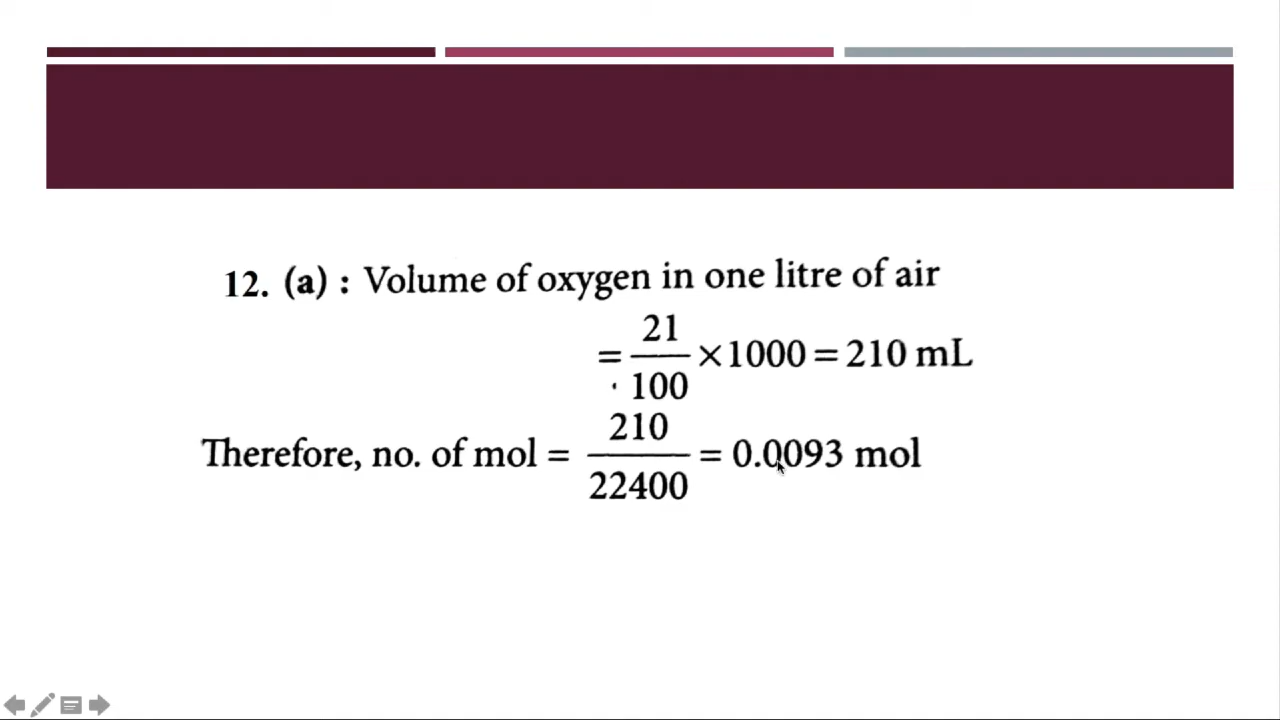 12. (a) : Volume of oxygen in one litre of air
= 21/100 × 1000 = 210 mL
Therefore, no. of mol = 210/22400 = 0.0093 mol